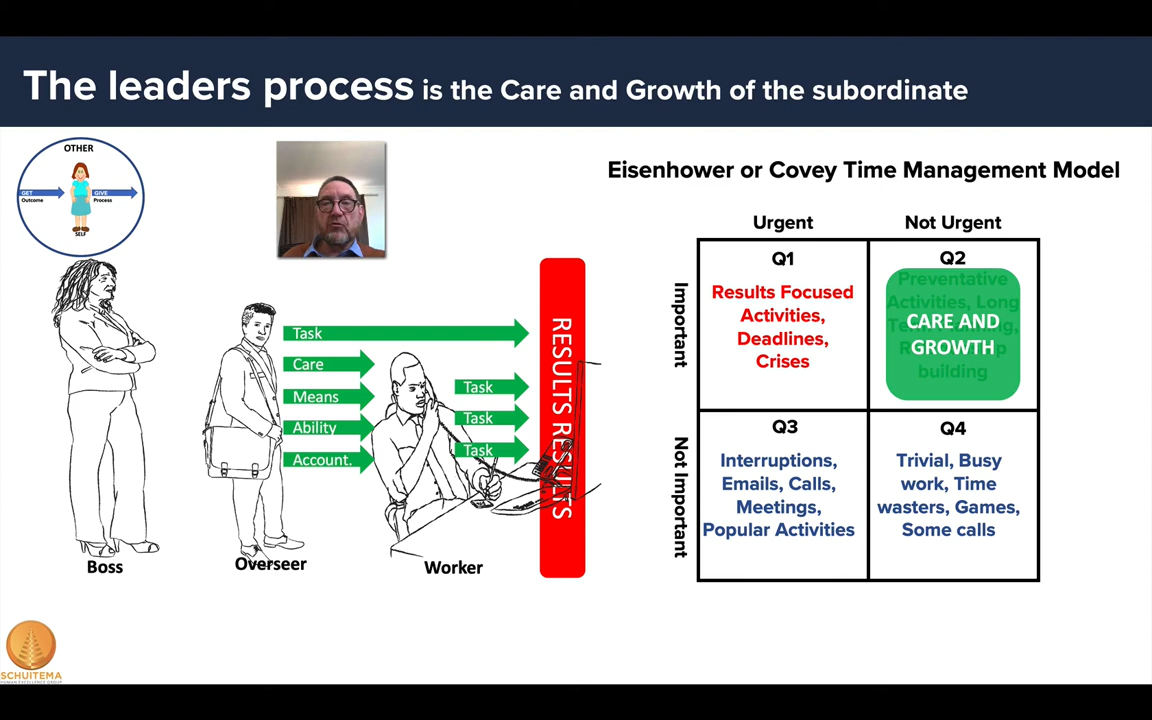 The leaders process is the Care and Growth of the subordinate
OTHER
GET
GIVE
Outcome
Process
SELF
Task
Care
Means
Ability
Account.
Task
Task
Task
RESULTS RESULTS
Boss
Overseer
Worker
Eisenhower or Covey Time Management Model
Urgent
Not Urgent
Important
Not Important
Q1
Results Focused
Activities,
Deadlines,
Crises
Q2
Preventative
Activities, Long
CARE AND
GROWTH
building
Q3
Interruptions,
Emails, Calls,
Meetings,
Popular Activities
Q4
Trivial, Busy
work, Time
wasters, Games,
Some calls
SCHUITEMA
HUMAN EXCELLENCE GROUP